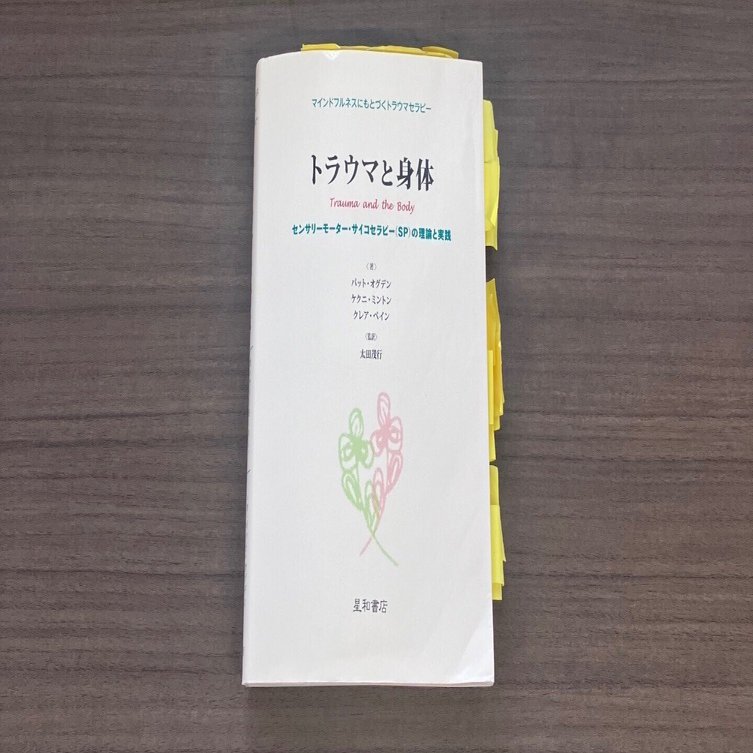 マインドフルネスにもとづくトラウマセラピー
トラウマと身体
Trauma and the Body
センサリーモーター・サイコセラピー(SP)の理論と実践
〈著〉
パット・オグデン
ケクニ・ミントン
クレア・ペイン
〈監訳〉
太田茂行
星和書店